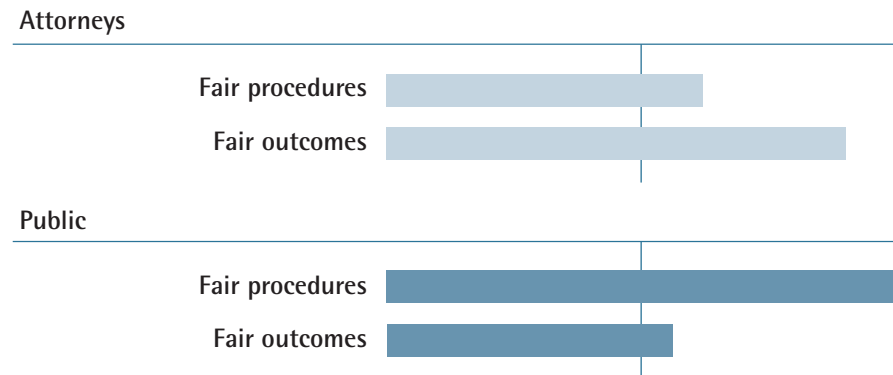 Attorneys
Fair procedures
Fair outcomes
Public
Fair procedures
Fair outcomes